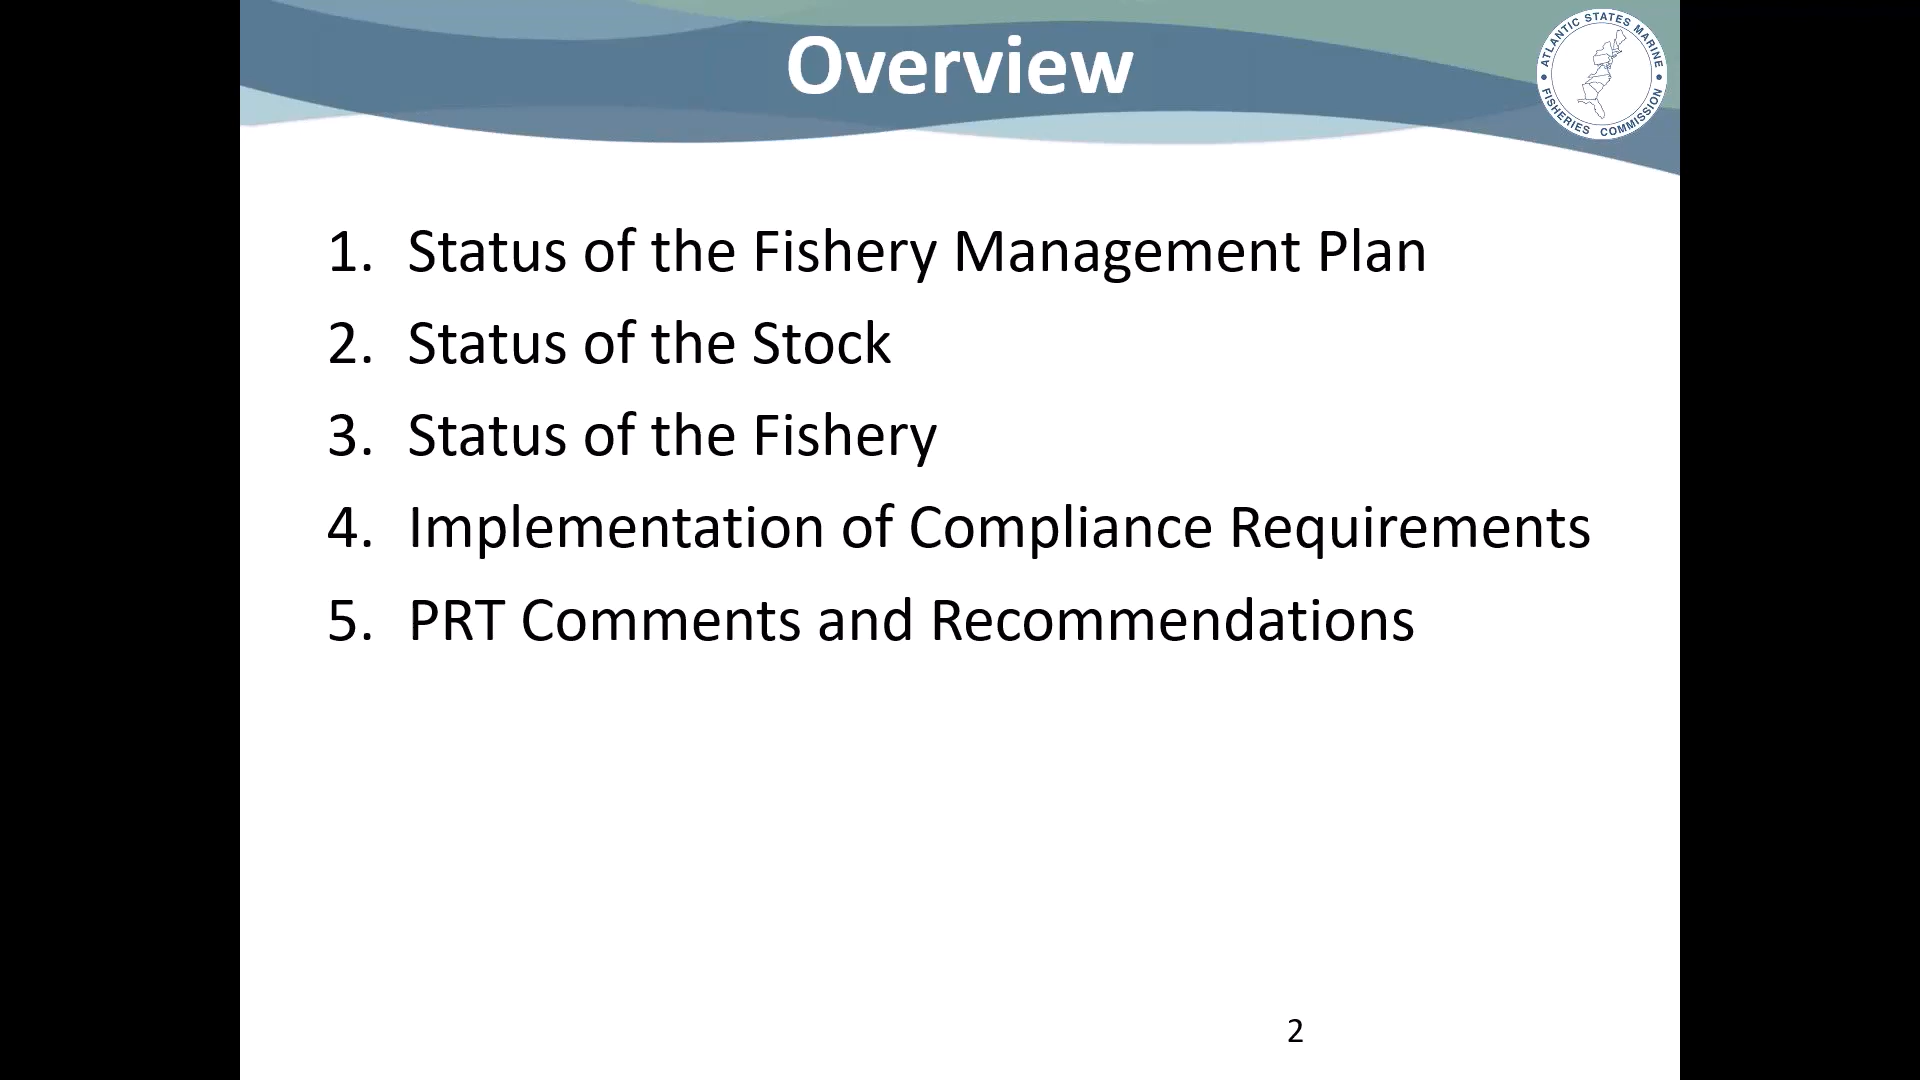 Overview
ATLANTIC STATES MARINE
FISHERIES COMMISSION
1. Status of the Fishery Management Plan
2. Status of the Stock
3. Status of the Fishery
4. Implementation of Compliance Requirements
5. PRT Comments and Recommendations
2